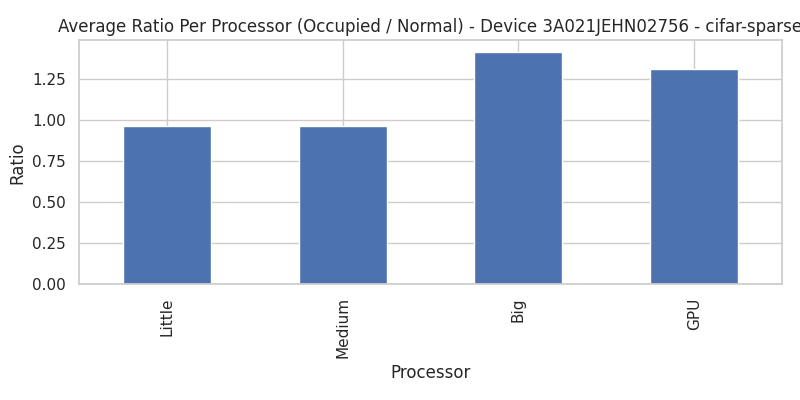 Average Ratio Per Processor (Occupied / Normal) - Device 3A021JEHN02756 - cifar-sparse
1.25
1.00
0.75
0.50
0.25
0.00
Ratio
Little
Medium
Big
GPU
Processor